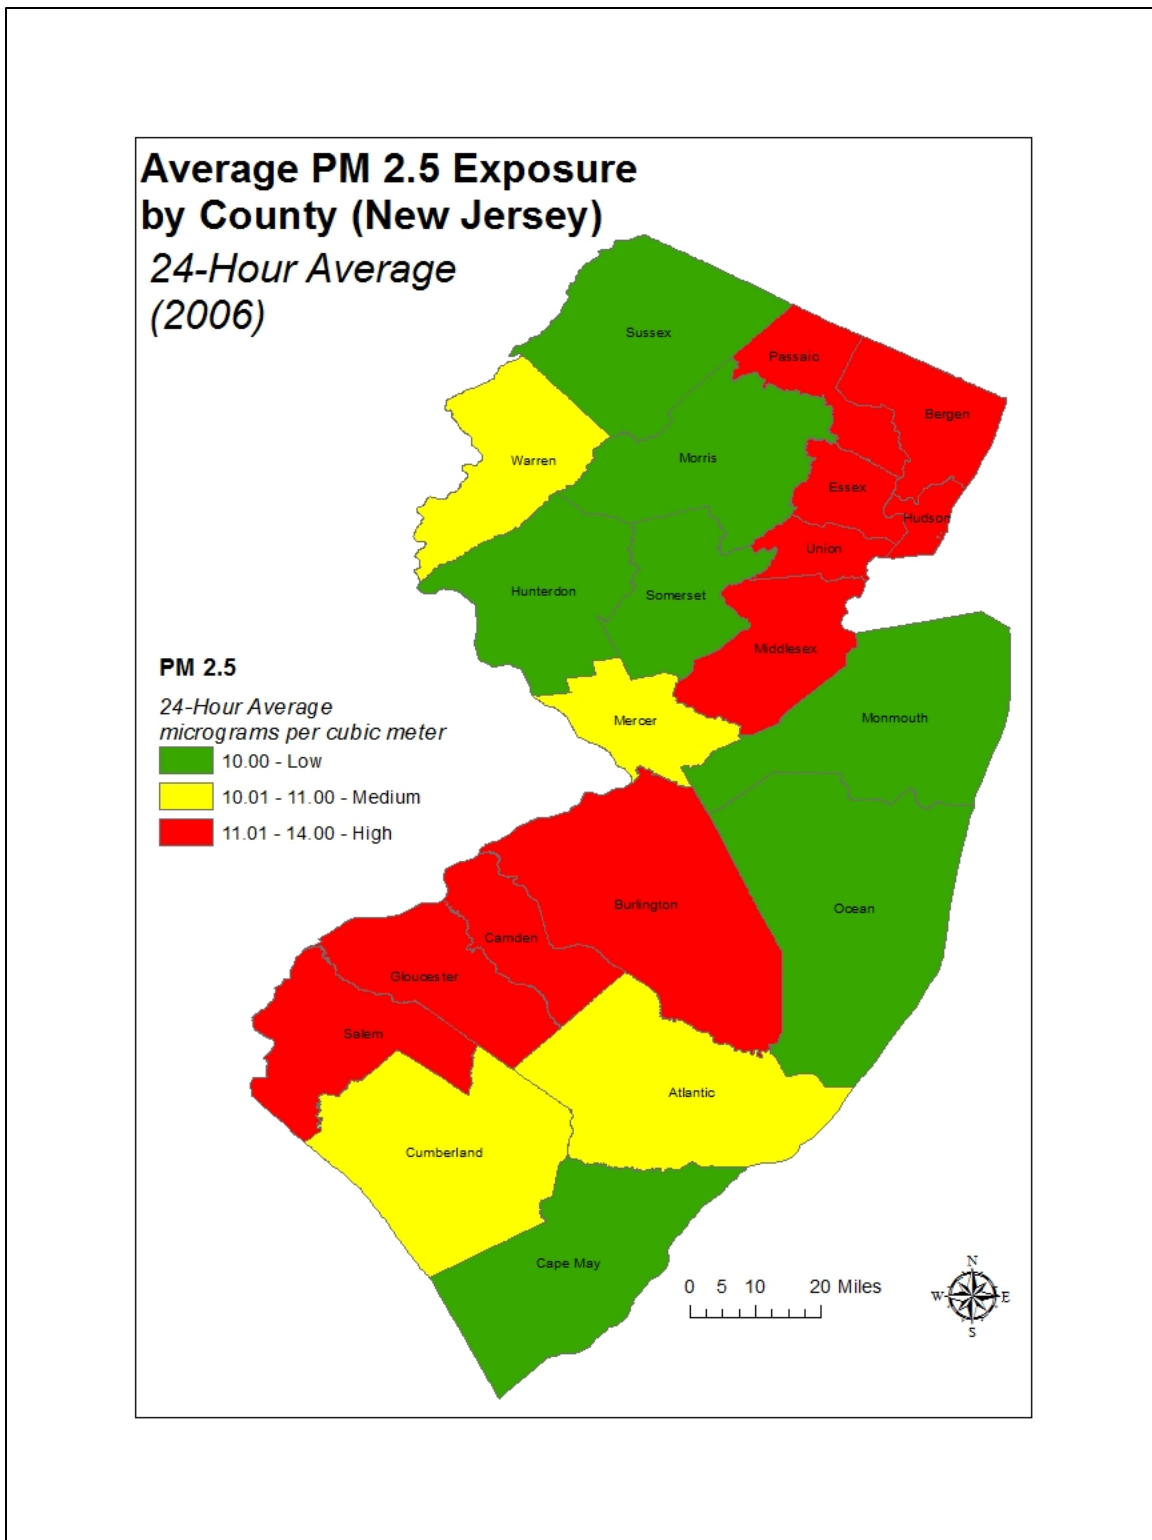 Average PM 2.5 Exposure
by County (New Jersey)
24-Hour Average
(2006)
Sussex
Passaic
Bergen
Warren
Morris
Essex
Hudson
Union
Hunterdon
Somerset
Middlesex
PM 2.5
24-Hour Average
micrograms per cubic meter
10.00 - Low
10.01 - 11.00 - Medium
11.01 - 14.00 - High
Mercer
Monmouth
Burlington
Ocean
Camden
Gloucester
Salem
Atlantic
Cumberland
Cape May
0 5 10 20 Miles
N
W E
S